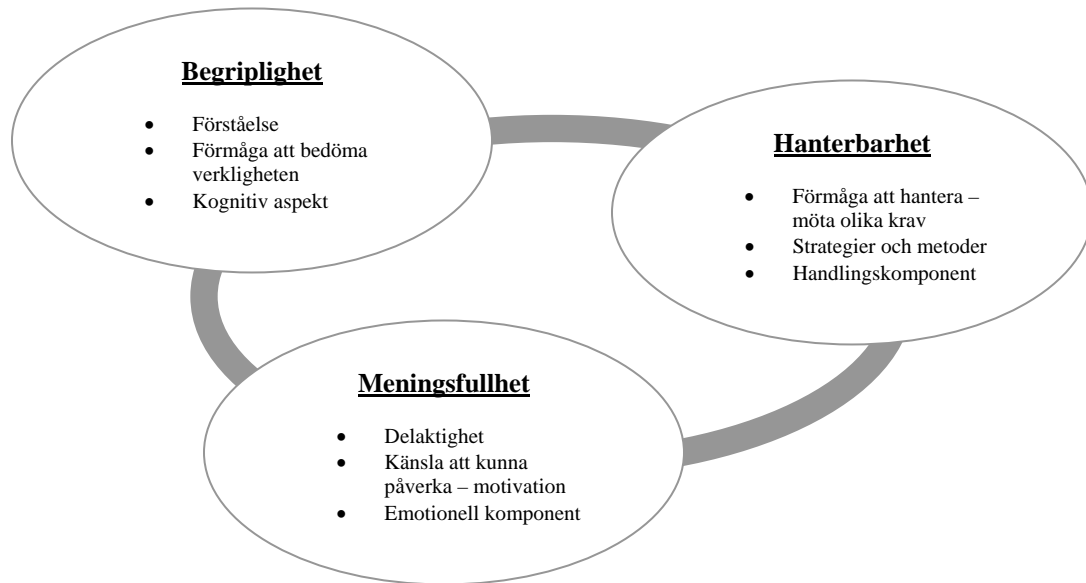 Begriplighet
• Förståelse
• Förmåga att bedöma
verkligheten
• Kognitiv aspekt
Hanterbarhet
• Förmåga att hantera –
möta olika krav
• Strategier och metoder
• Handlingskomponent
Meningsfullhet
• Delaktighet
• Känsla att kunna
påverka – motivation
• Emotionell komponent